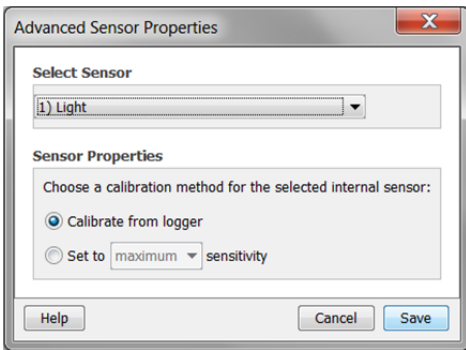 Advanced Sensor Properties
Select Sensor
1) Light
Sensor Properties
Choose a calibration method for the selected internal sensor:
Calibrate from logger
Set to maximum sensitivity
Help Cancel Save